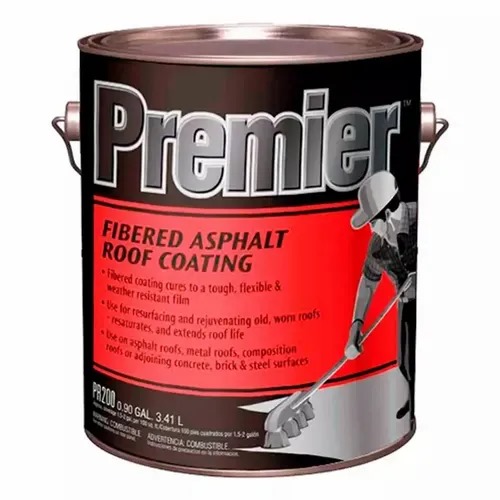 Premier™
FIBERED ASPHALT
ROOF COATING
• Fibered coating cures to a tough, flexible &
weather resistant film
• Use for resurfacing and rejuvenating old, worn roofs
- resaturates, and extends roof life
• Use on asphalt roofs, metal roofs, composition
roofs or adjoining concrete, brick & steel surfaces
PR200 0.90 GAL. 3.41 L
WARNING: COMBUSTIBLE
ADVERTENCIA: COMBUSTIBLE